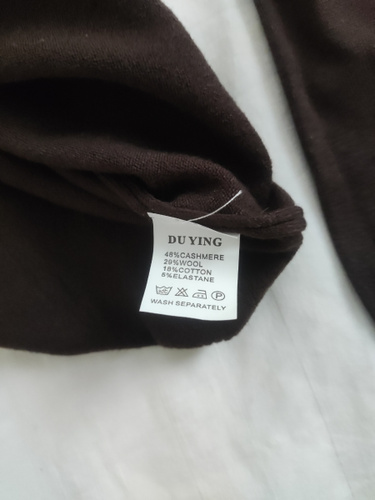 DU YING
48%CASHMERE
29%WOOL
18%COTTON
5%ELASTANE
WASH SEPARATELY